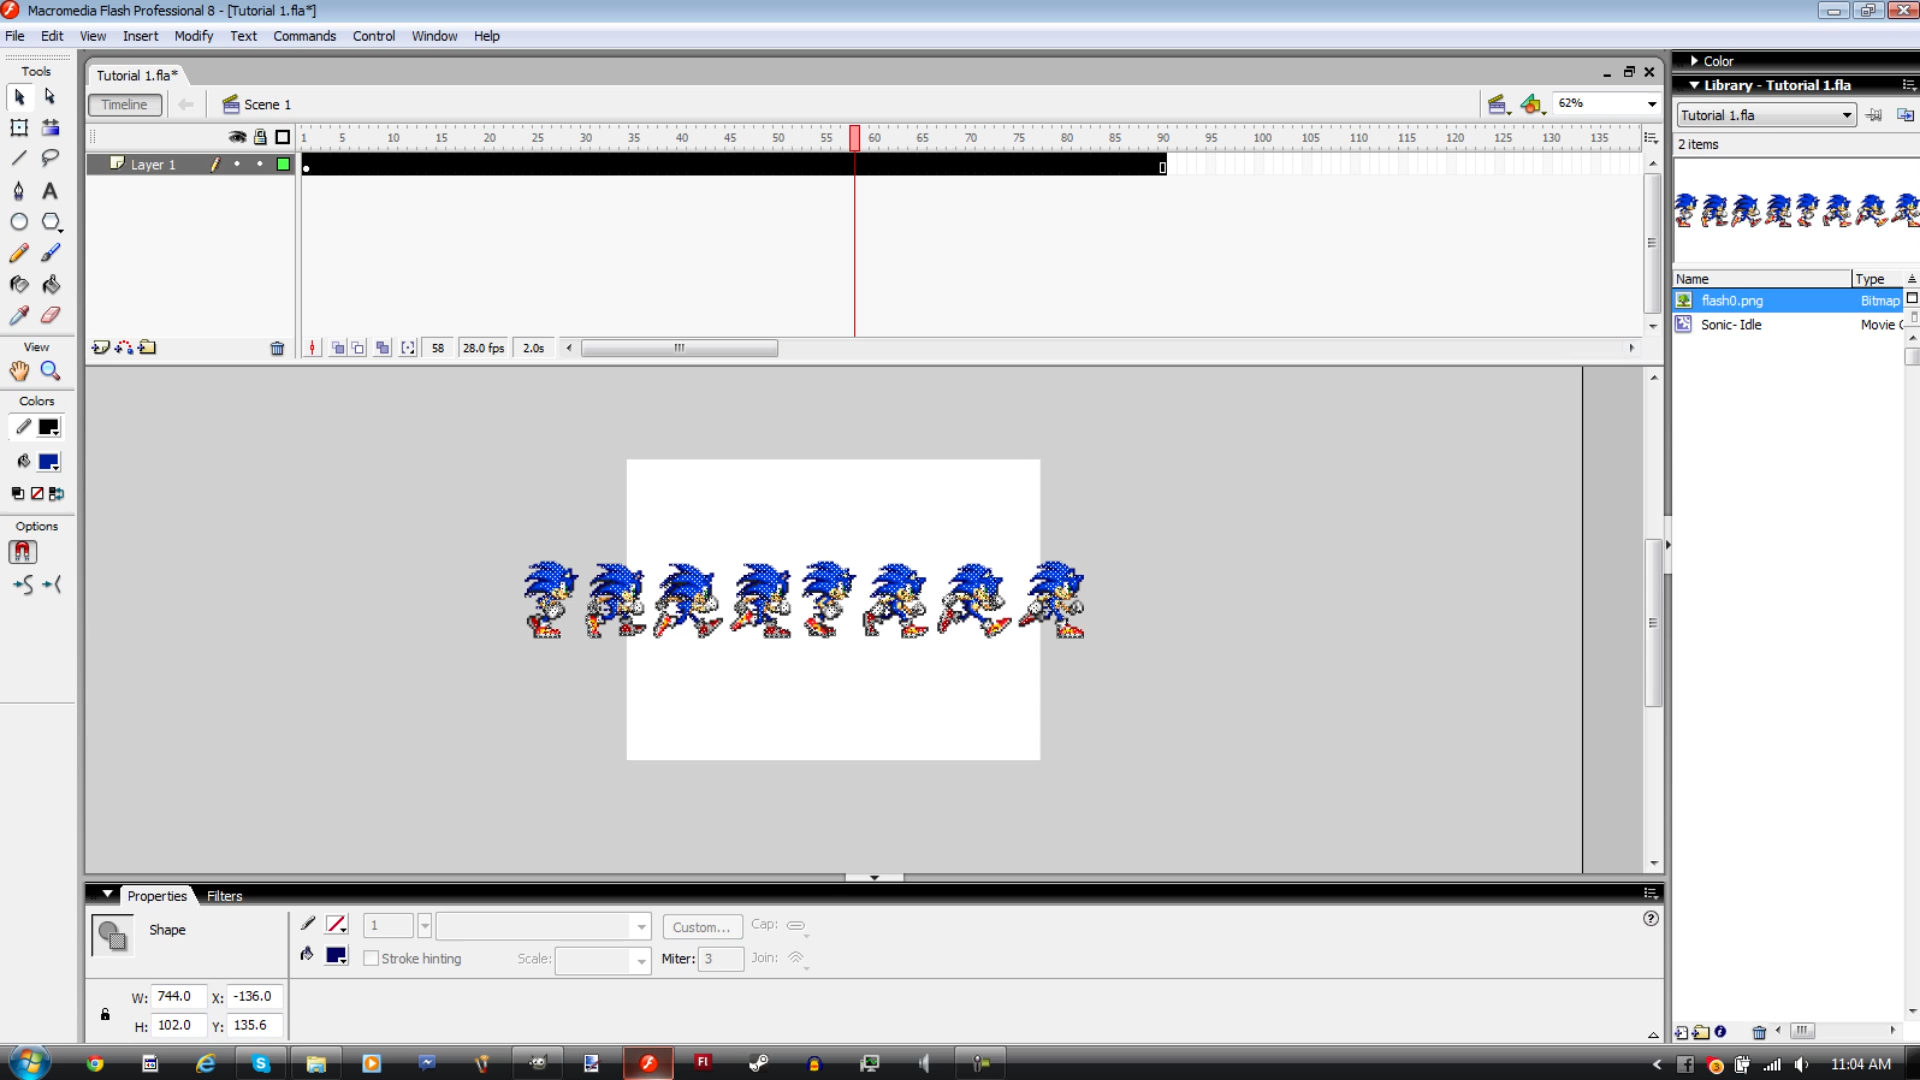 Macromedia Flash Professional 8 - [Tutorial 1.fla*]
File Edit View Insert Modify Text Commands Control Window Help
Tools
Tutorial 1.fla*
Timeline
Scene 1
62%
1 5 10 15 20 25 30 35 40 45 50 55 60 65 70 75 80 85 90 95 100 105 110 115 120 125 130 135
Layer 1
58 28.0 fps 2.0s
View
Colors
Options
Color
Library - Tutorial 1.fla
Tutorial 1.fla
2 items
Name Type
flash0.png Bitmap
Sonic- Idle Movie C
Properties Filters
Shape
1
Custom...
Cap:
Stroke hinting
Scale:
Miter: 3
Join:
W: 744.0 X: -136.0
H: 102.0 Y: 135.6
11:04 AM